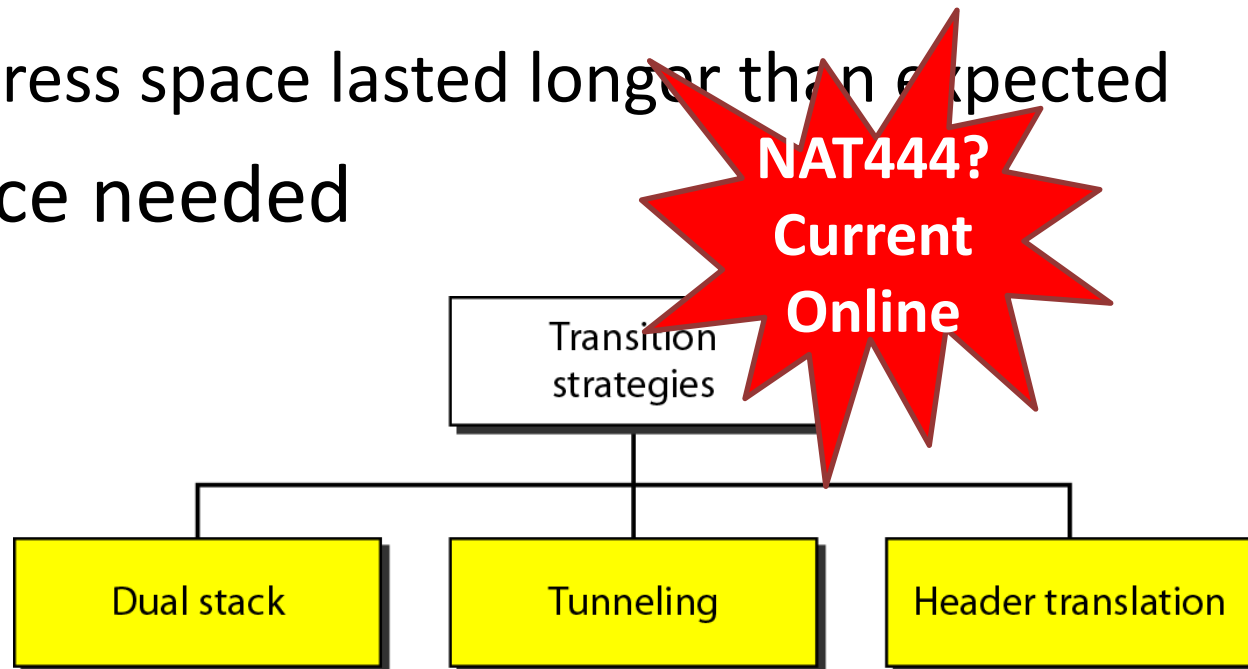 ress space lasted longer than expected
ce needed
NAT444?
Current
Online
Transition
strategies
Dual stack
Tunneling
Header translation